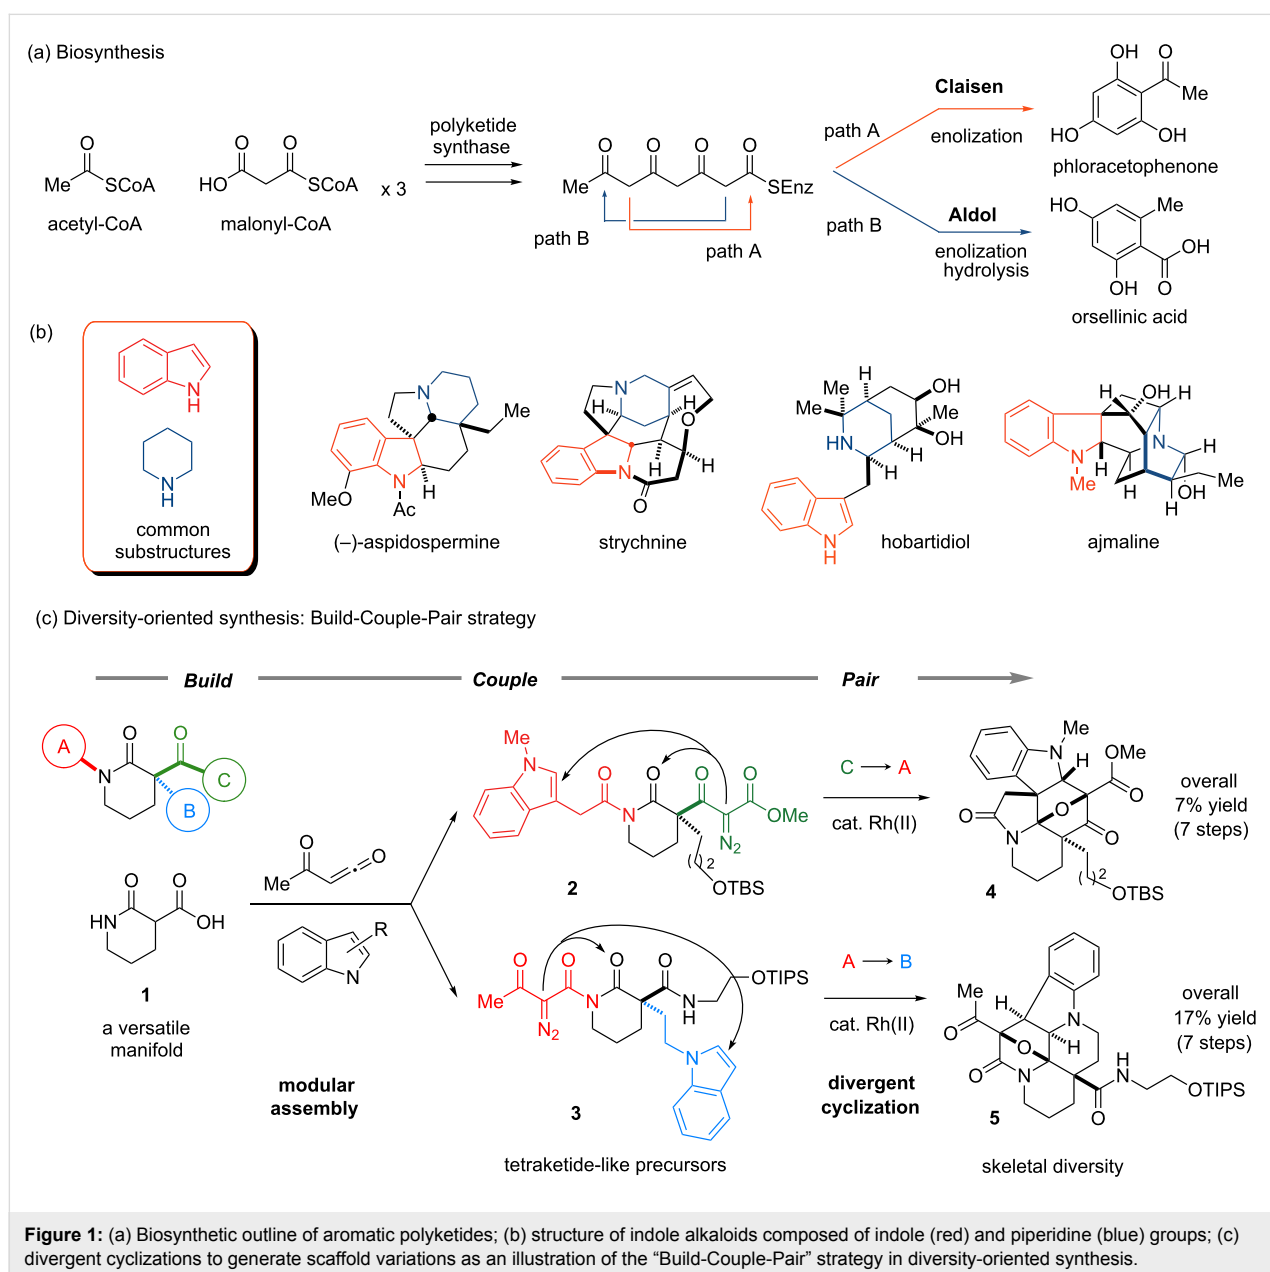 (a) Biosynthesis
O
Me
SCoA
acetyl-CoA
O
O
HO
SCoA
x 3
malonyl-CoA
polyketide
synthase
O
O
O
O
Me
SEnz
path B
path A
path A
Claisen
enolization
path B
Aldol
enolization
hydrolysis
OH
O
Me
HO
OH
phloracetophenone
HO
Me
OH
OH
O
orsellinic acid
(b)
N
H
N
H
common
substructures
N
Me
MeO
N
H
Ac
(–)-aspidospermine
N
H
H
O
N
H
H
O
strychnine
H
Me
Me
OH
Me
HN
OH
H
H
N
H
hobartidiol
OH
H
H
N
H
N
Me
H
H
OH
H
Me
ajmaline
(c) Diversity-oriented synthesis: Build-Couple-Pair strategy
Build
Couple
Pair
A
O
O
N
C
B
O
O
HN
OH
1
a versatile
manifold
O
O
Me
R
N
modular
assembly
Me
N
O
O
O
O
N
OMe
N2
( )2
OTBS
2
O
O
O
O
Me
N
N2
N
H
OTIPS
N
3
tetraketide-like precursors
C → A
cat. Rh(II)
A → B
cat. Rh(II)
divergent
cyclization
Me
N
H
OMe
O
O
O
N
O
( )2
OTBS
4
overall
7% yield
(7 steps)
Me
H
N
O
O
H
O
N
H
N
O
OTIPS
5
overall
17% yield
(7 steps)
skeletal diversity
Figure 1: (a) Biosynthetic outline of aromatic polyketides; (b) structure of indole alkaloids composed of indole (red) and piperidine (blue) groups; (c)
divergent cyclizations to generate scaffold variations as an illustration of the “Build-Couple-Pair” strategy in diversity-oriented synthesis.